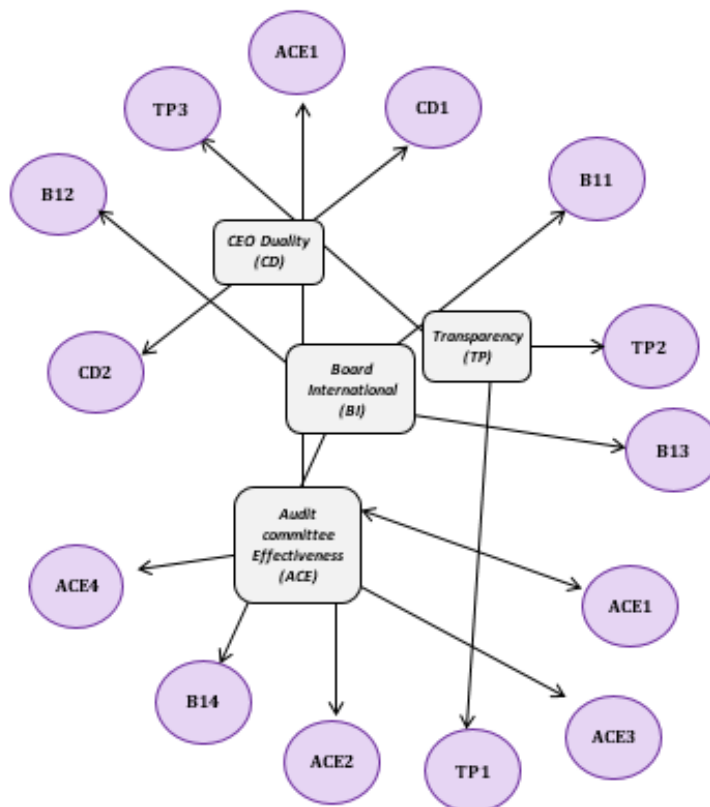 ACE1
TP3
CD1
B12
B11
CEO Duality
(CD)
Transparency
(TP)
TP2
CD2
Board
International
(BI)
B13
Audit
committee
Effectiveness
(ACE)
ACE4
ACE1
B14
ACE3
ACE2
TP1